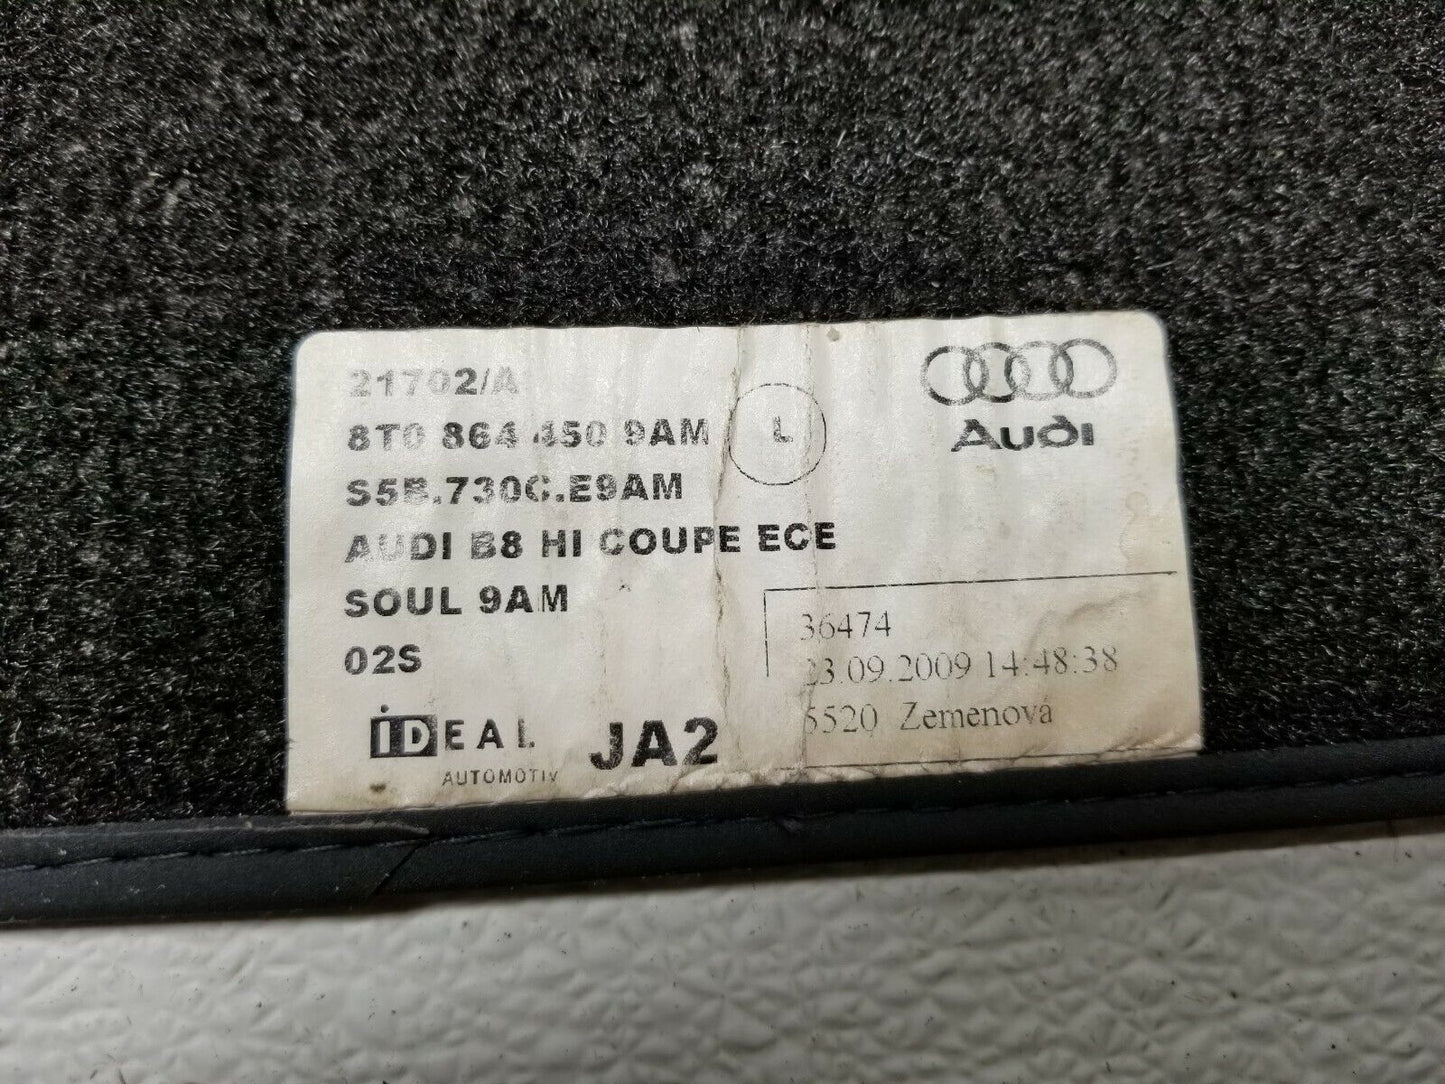 21702/A
8T0 864 450 9AM
L
S5B.730C.E9AM
AUDI B8 HI COUPE ECE
SOUL 9AM
02S
IDEAL
AUTOMOTIV
JA2
Audi
36474
23.09.2009 14:48:38
5520 Zemenová